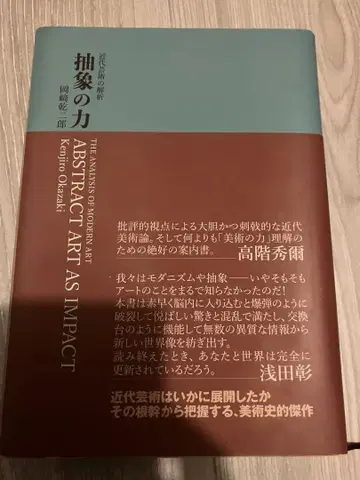 近代芸術の解析
抽象の力
岡﨑乾二郎
THE ANALYSIS OF MODERN ART
ABSTRACT ART AS IMPACT
Kenjiro Okazaki
批評的視点による大胆かつ刺戟的な近代
美術論。そして何よりも「美術の力」理解の
ための絶好の案内書。
高階秀爾
我々はモダニズムや抽象――いやそもそも
アートのことをまるで知らなかったのだ!
本書は素早く脳内に入り込むと爆弾のように
破裂して悦ばしい驚きと混乱で満たし、交換
台のように機能して無数の異質な情報から
新しい世界像を紡ぎ出す。
読み終えたとき、あなたと世界は完全に
更新されているだろう。
浅田彰
近代芸術はいかに展開したか
その根幹から把握する、美術史的傑作